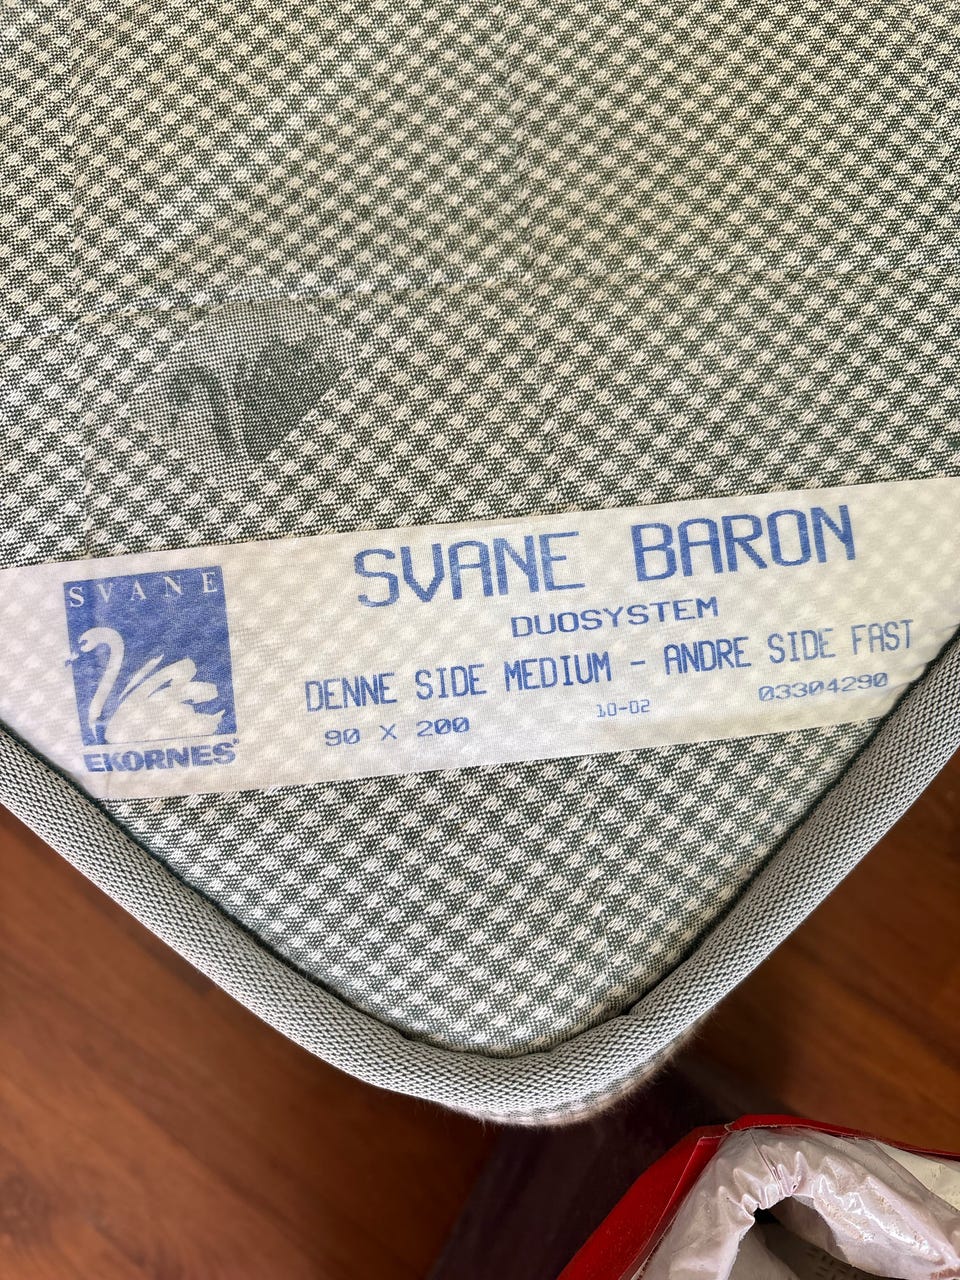 SVANE
EKORNES®
SVANE BARON
DUOSYSTEM
DENNE SIDE MEDIUM - ANDRE SIDE FAST
90 X 200 10-02 03304290